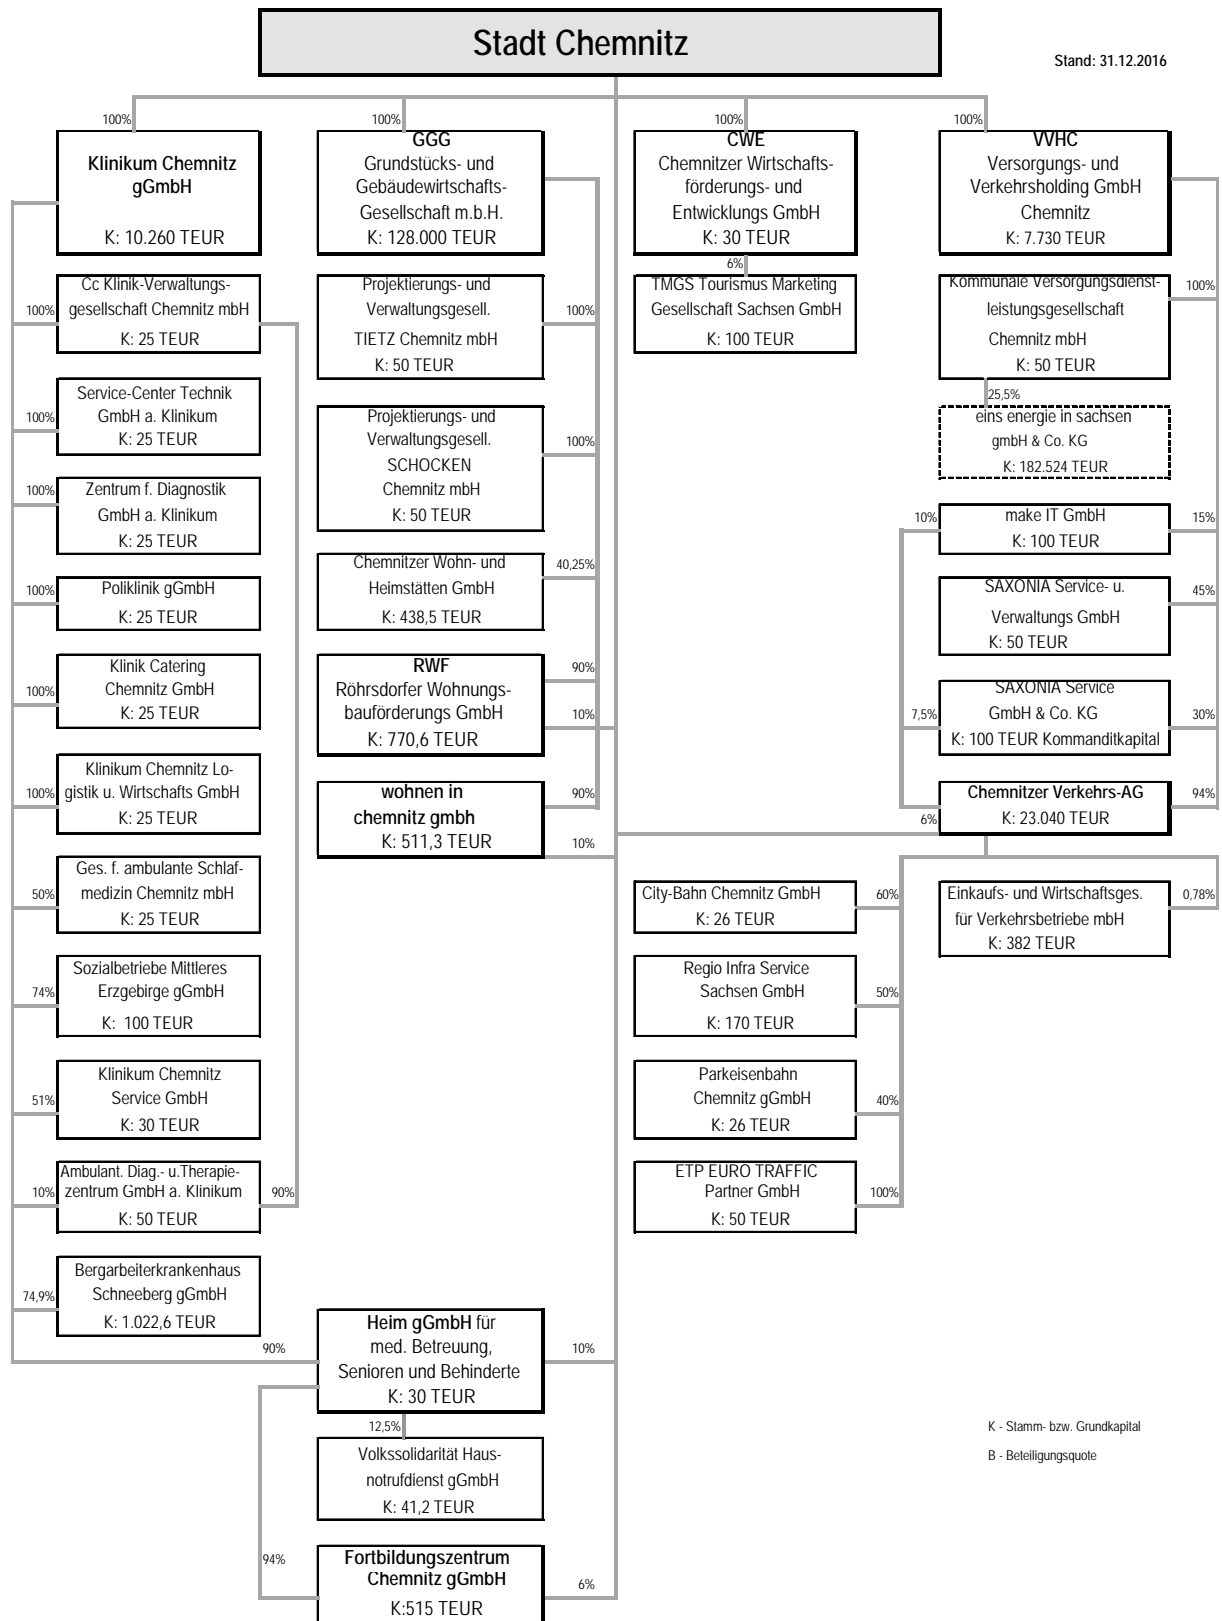 Stadt Chemnitz
Stand: 31.12.2016
100%
Klinikum Chemnitz
gGmbH
K: 10.260 TEUR
100%
Cc Klinik-Verwaltungs-
gesellschaft Chemnitz mbH
K: 25 TEUR
100%
Service-Center Technik
GmbH a. Klinikum
K: 25 TEUR
100%
Zentrum f. Diagnostik
GmbH a. Klinikum
K: 25 TEUR
100%
Poliklinik gGmbH
K: 25 TEUR
100%
Klinik Catering
Chemnitz GmbH
K: 25 TEUR
100%
Klinikum Chemnitz Lo-
gistik u. Wirtschafts GmbH
K: 25 TEUR
50%
Ges. f. ambulante Schlaf-
medizin Chemnitz mbH
K: 25 TEUR
74%
Sozialbetriebe Mittleres
Erzgebirge gGmbH
K: 100 TEUR
51%
Klinikum Chemnitz
Service GmbH
K: 30 TEUR
10%
Ambulant. Diag.- u.Therapie-
zentrum GmbH a. Klinikum
K: 50 TEUR
90%
74,9%
Bergarbeiterkrankenhaus
Schneeberg gGmbH
K: 1.022,6 TEUR
100%
GGG
Grundstücks- und
Gebäudewirtschafts-
Gesellschaft m.b.H.
K: 128.000 TEUR
Projektierungs- und
Verwaltungsgesell.
TIETZ Chemnitz mbH
K: 50 TEUR
100%
Projektierungs- und
Verwaltungsgesell.
SCHOCKEN
Chemnitz mbH
K: 50 TEUR
100%
Chemnitzer Wohn- und
Heimstätten GmbH
K: 438,5 TEUR
40,25%
RWF
Röhrsdorfer Wohnungs-
bauförderungs GmbH
K: 770,6 TEUR
90%
10%
wohnen in
chemnitz gmbh
K: 511,3 TEUR
90%
10%
90%
Heim gGmbH für
med. Betreuung,
Senioren und Behinderte
K: 30 TEUR
10%
12,5%
Volkssolidarität Haus-
notrufdienst gGmbH
K: 41,2 TEUR
94%
Fortbildungszentrum
Chemnitz gGmbH
K:515 TEUR
6%
100%
CWE
Chemnitzer Wirtschafts-
förderungs- und
Entwicklungs GmbH
K: 30 TEUR
6%
TMGS Tourismus Marketing
Gesellschaft Sachsen GmbH
K: 100 TEUR
100%
VVHC
Versorgungs- und
Verkehrsholding GmbH
Chemnitz
K: 7.730 TEUR
Kommunale Versorgungsdienst-
leistungsgesellschaft
Chemnitz mbH
K: 50 TEUR
100%
25,5%
eins energie in sachsen
gmbH & Co. KG
K: 182.524 TEUR
10%
make IT GmbH
K: 100 TEUR
15%
SAXONIA Service- u.
Verwaltungs GmbH
K: 50 TEUR
45%
7,5%
SAXONIA Service
GmbH & Co. KG
K: 100 TEUR Kommanditkapital
30%
Chemnitzer Verkehrs-AG
K: 23.040 TEUR
94%
6%
City-Bahn Chemnitz GmbH
K: 26 TEUR
60%
Einkaufs- und Wirtschaftsges.
für Verkehrsbetriebe mbH
K: 382 TEUR
0,78%
Regio Infra Service
Sachsen GmbH
K: 170 TEUR
50%
Parkeisenbahn
Chemnitz gGmbH
K: 26 TEUR
40%
ETP EURO TRAFFIC
Partner GmbH
K: 50 TEUR
100%
K - Stamm- bzw. Grundkapital
B - Beteiligungsquote